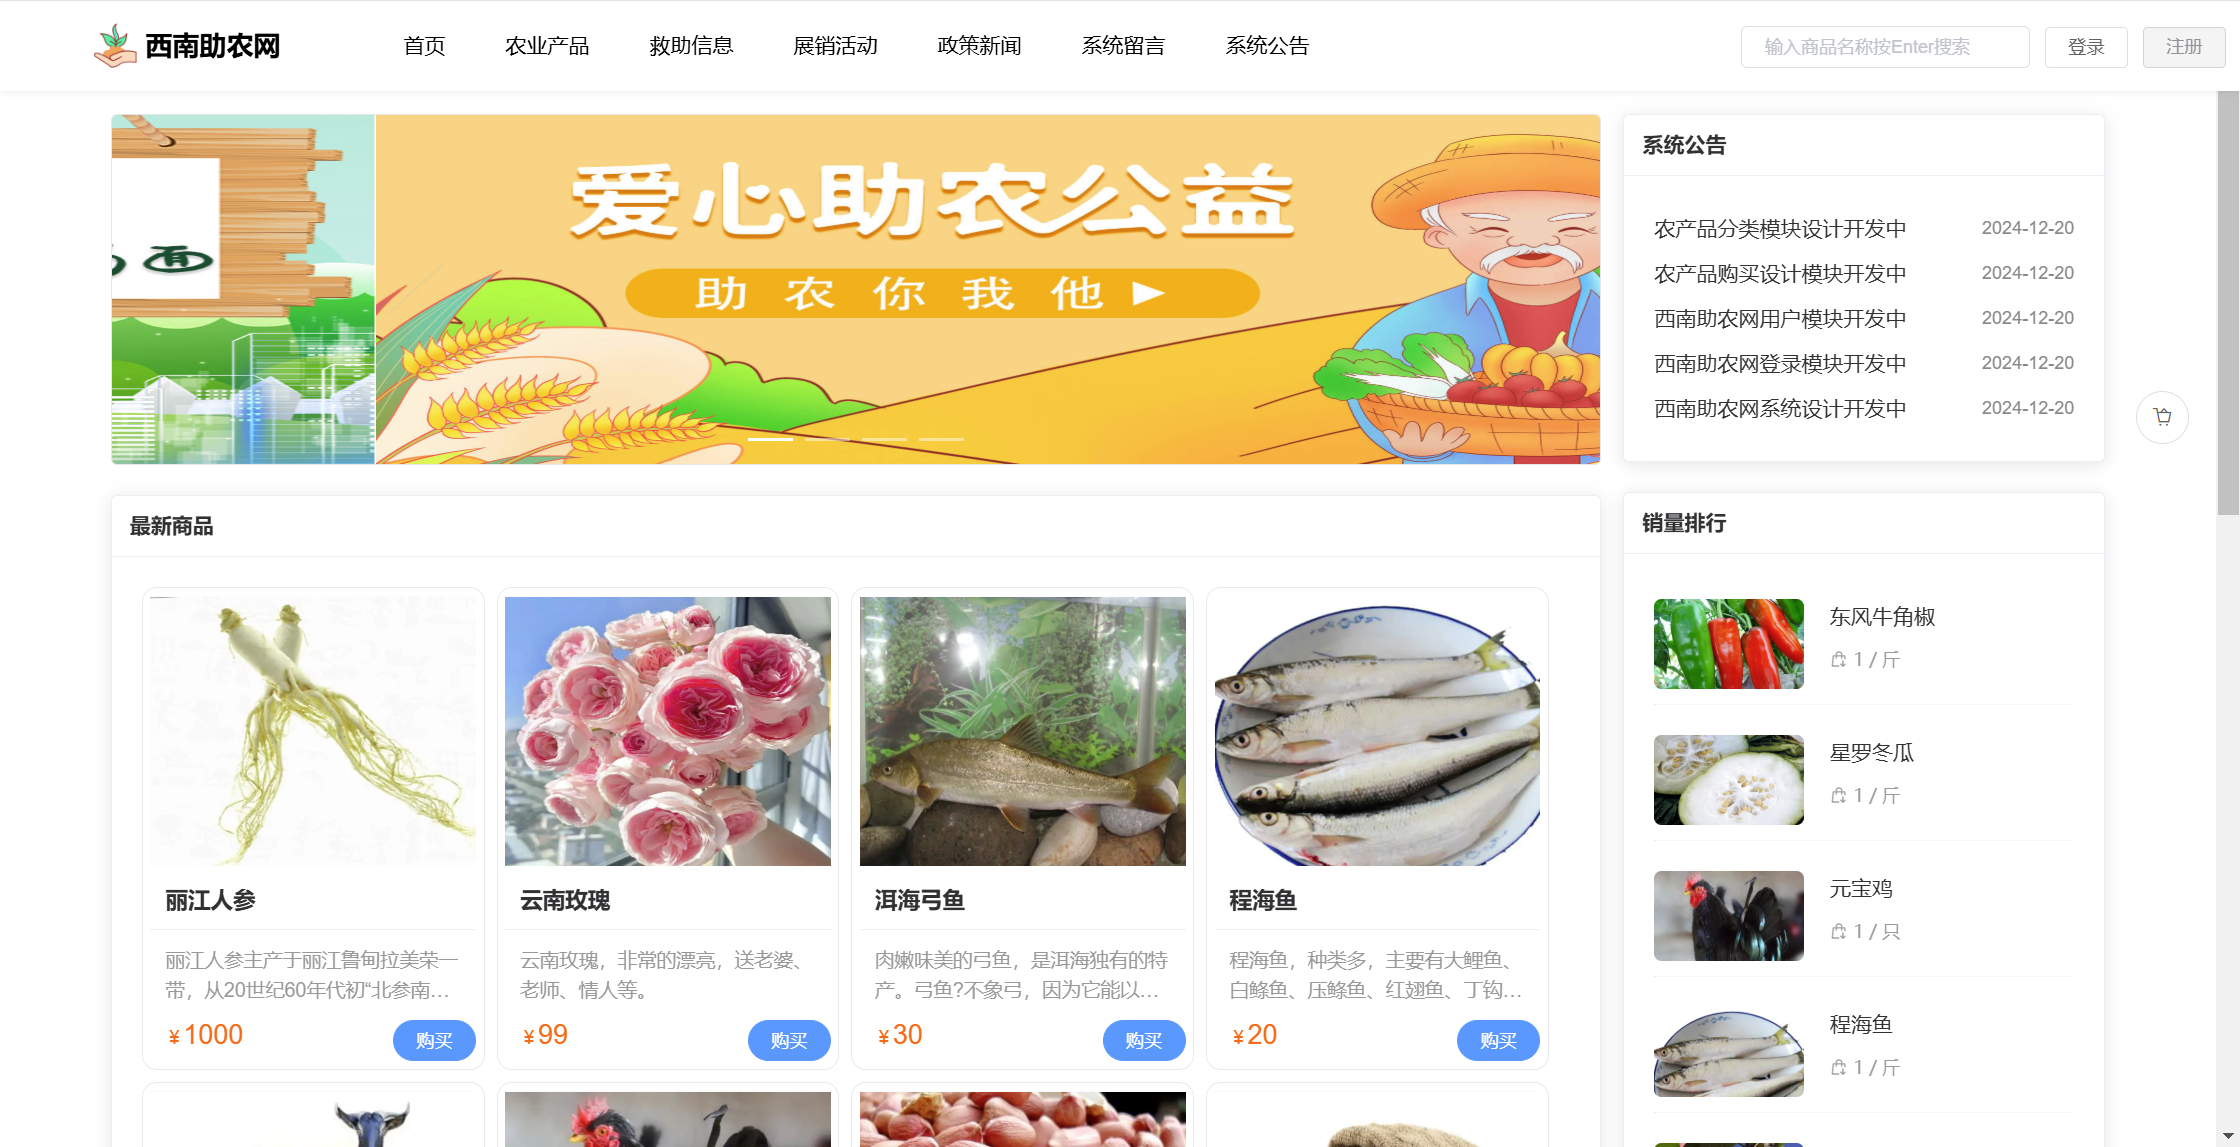 西南助农网
首页
农业产品
救助信息
展销活动
政策新闻
系统留言
系统公告
输入商品名称按Enter搜索
登录
注册
面
爱心助农公益
助农你我他
系统公告
农产品分类模块设计开发中 2024-12-20
农产品购买设计模块开发中 2024-12-20
西南助农网用户模块开发中 2024-12-20
西南助农网登录模块开发中 2024-12-20
西南助农网系统设计开发中 2024-12-20
最新商品
丽江人参
丽江人参主产于丽江鲁甸拉美荣一
带，从20世纪60年代初“北参南…
¥1000
购买
云南玫瑰
云南玫瑰，非常的漂亮，送老婆、
老师、情人等。
¥99
购买
洱海弓鱼
肉嫩味美的弓鱼，是洱海独有的特
产。弓鱼?不象弓，因为它能以…
¥30
购买
程海鱼
程海鱼，种类多，主要有大鲤鱼、
白鲦鱼、压鲦鱼、红翅鱼、丁钩…
¥20
购买
销量排行
东风牛角椒
1 / 斤
星罗冬瓜
1 / 斤
元宝鸡
1 / 只
程海鱼
1 / 斤